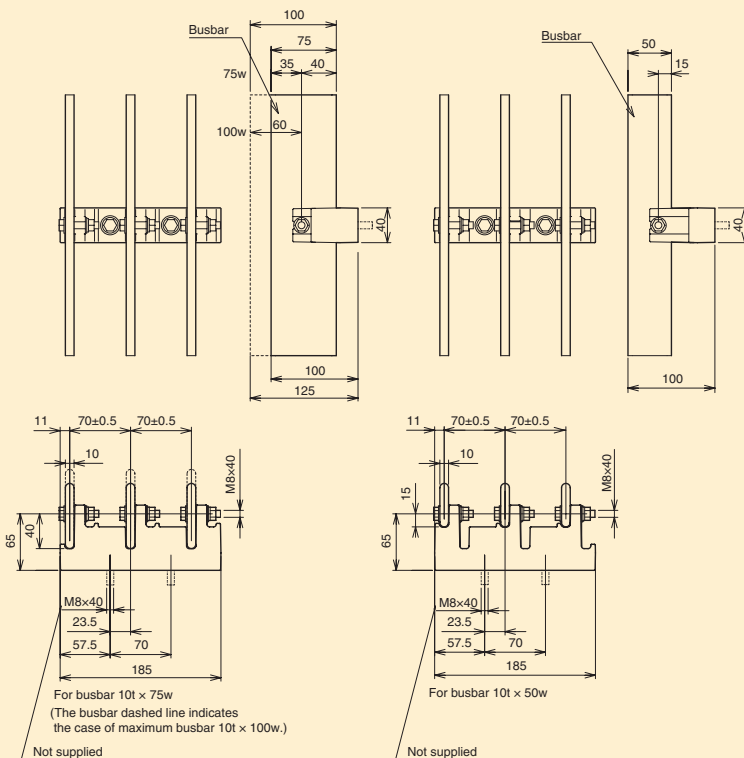 100
Busbar
75
35 40
75w
100w 60
40
100
125
Busbar
50
15
40
100
11 70±0.5 70±0.5
10
M8×40
40
65
M8×40
23.5
57.5 70
185
For busbar 10t × 75w
(The busbar dashed line indicates
the case of maximum busbar 10t × 100w.)
Not supplied
11 70±0.5 70±0.5
10
M8×40
15
65
M8×40
23.5
57.5 70
185
For busbar 10t × 50w
Not supplied